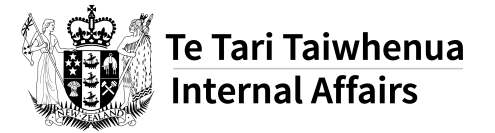 Te Tari Taiwhenua
Internal Affairs
NEW ZEALAND